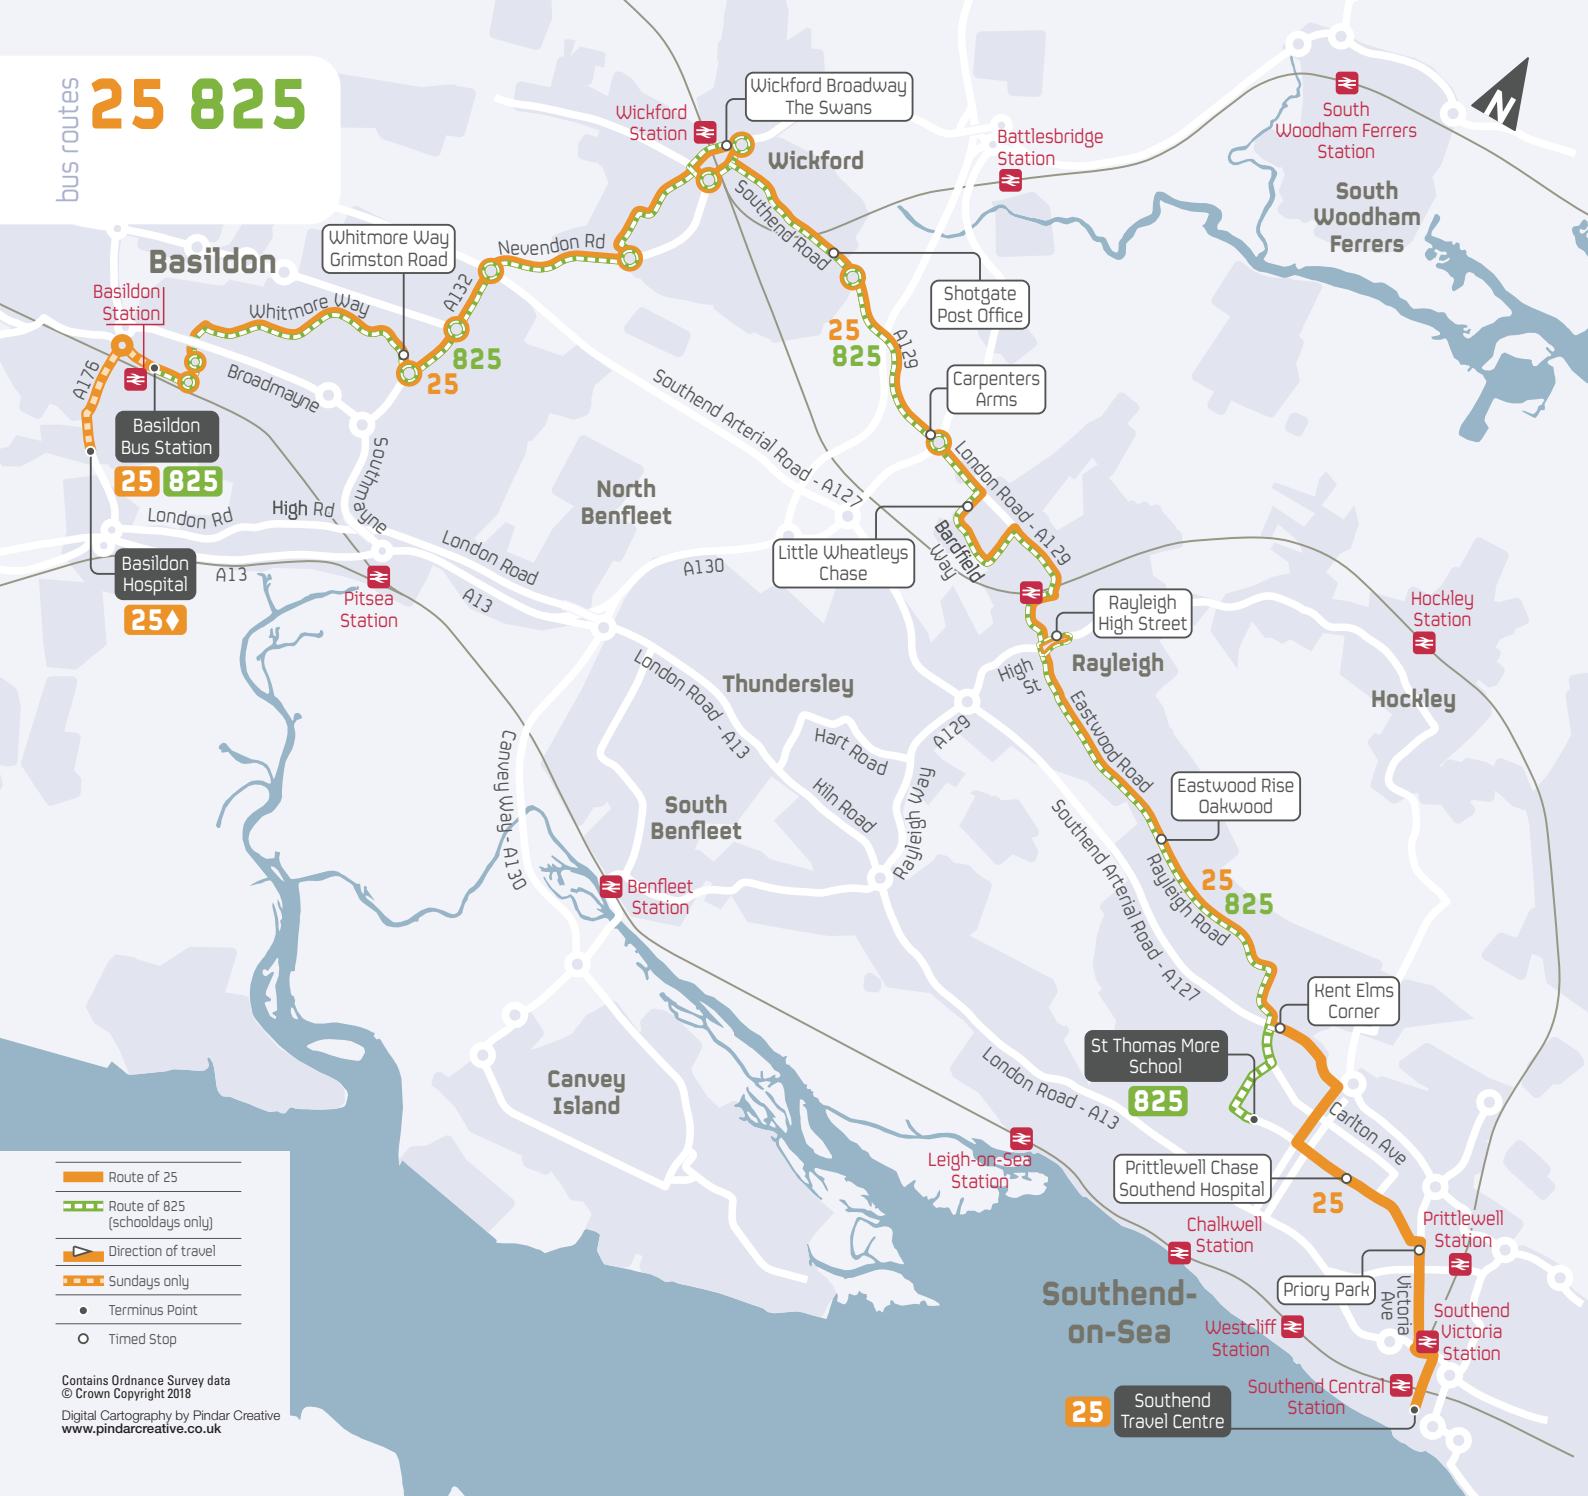 bus routes
25 825
Wickford
Station
Wickford Broadway
The Swans
Wickford
Battlesbridge
Station
South
Woodham Ferrers
Station
N
South
Woodham
Ferrers
Basildon
Whitmore Way
Grimston Road
Nevendon Rd
A132
Southend Road
Basildon
Station
Whitmore Way
Shotgate
Post Office
25
825
A129
825
25
A176
Broadmayne
Southend Arterial Road - A127
Carpenters
Arms
Basildon
Bus Station
25 825
Southmayne
London Road - A129
North
Benfleet
High Rd
London Rd
London Road
Bardfield
Way
Little Wheatleys
Chase
Basildon
Hospital
25
A13
A13
A130
Pitsea
Station
Rayleigh
High Street
Hockley
Station
Rayleigh
High
St
Hockley
London Road - A13
Thundersley
Eastwood Road
A129
Hart Road
Canvey Way - A130
Kiln Road
Rayleigh Way
South
Benfleet
Eastwood Rise
Oakwood
Southend Arterial Road - A127
Rayleigh Road
25
825
Benfleet
Station
Kent Elms
Corner
St Thomas More
School
825
Canvey
Island
London Road - A13
Carlton Ave
Leigh-on-Sea
Station
Prittlewell Chase
Southend Hospital
25
Prittlewell
Station
Chalkwell
Station
Priory Park
Victoria
Ave
Southend-
on-Sea
Westcliff
Station
Southend
Victoria
Station
Southend Central
Station
25
Southend
Travel Centre
Route of 25
Route of 825
(schooldays only)
Direction of travel
Sundays only
Terminus Point
Timed Stop
Contains Ordnance Survey data
© Crown Copyright 2018
Digital Cartography by Pindar Creative
www.pindarcreative.co.uk